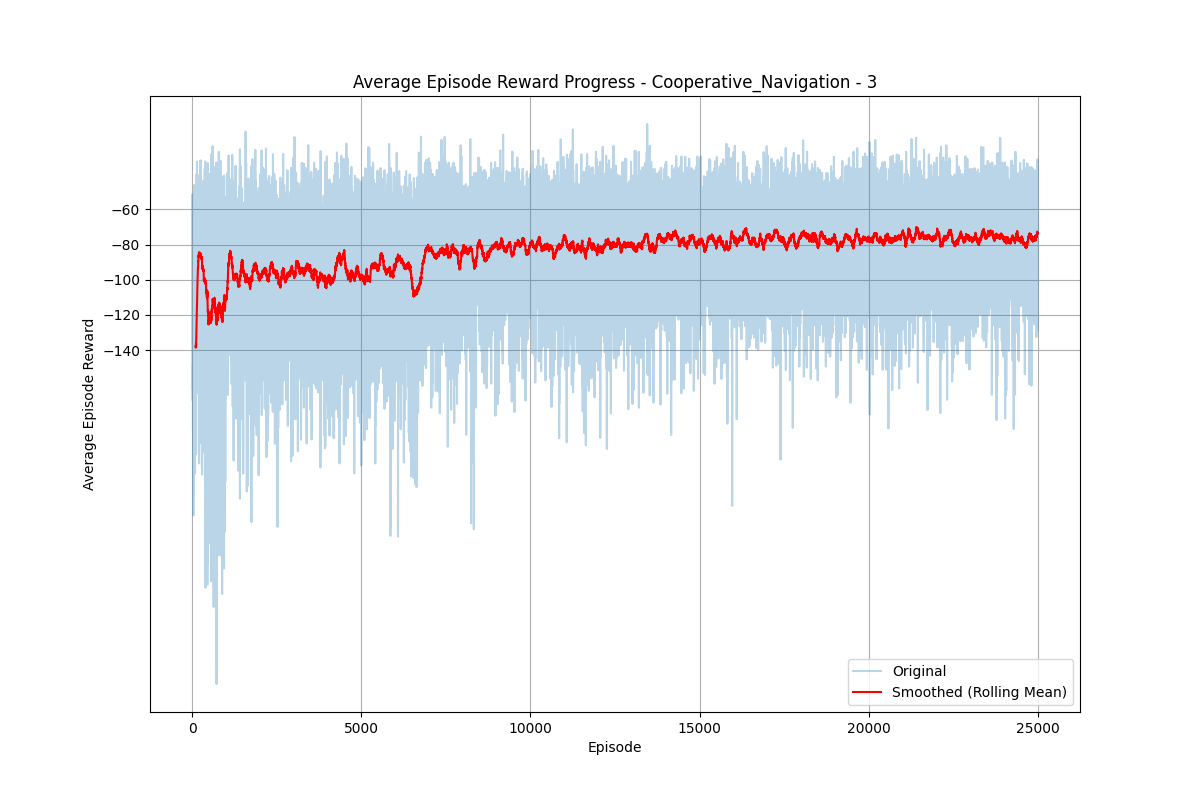 Average Episode Reward Progress - Cooperative_Navigation - 3
Average Episode Reward
−60
−80
−100
−120
−140
0
5000
10000
15000
20000
25000
Episode
Original
Smoothed (Rolling Mean)